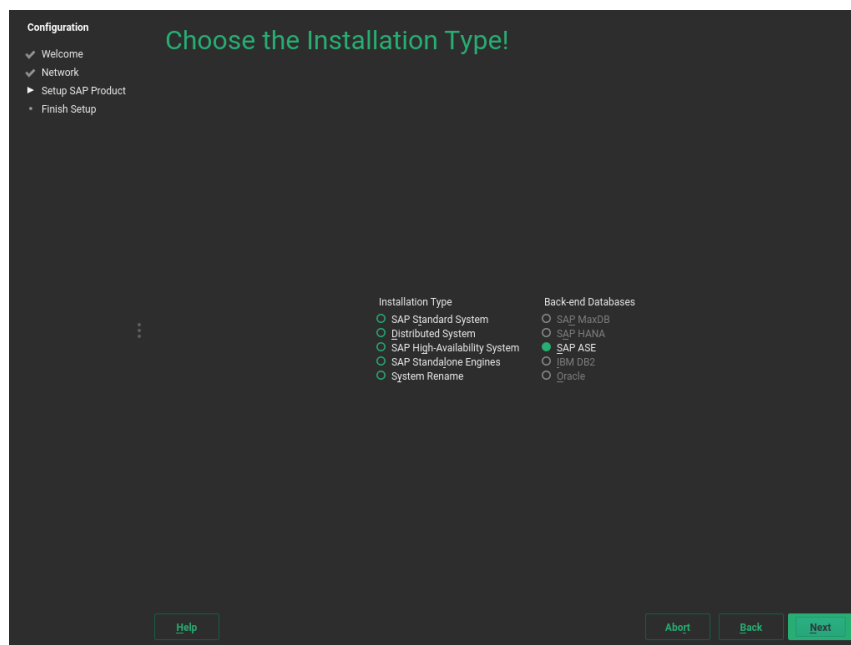 Configuration
Welcome
Network
Setup SAP Product
Finish Setup
Choose the Installation Type!
Installation Type
SAP Standard System
Distributed System
SAP High-Availability System
SAP Standalone Engines
System Rename
Back-end Databases
SAP MaxDB
SAP HANA
SAP ASE
IBM DB2
Oracle
Help
Abort
Back
Next